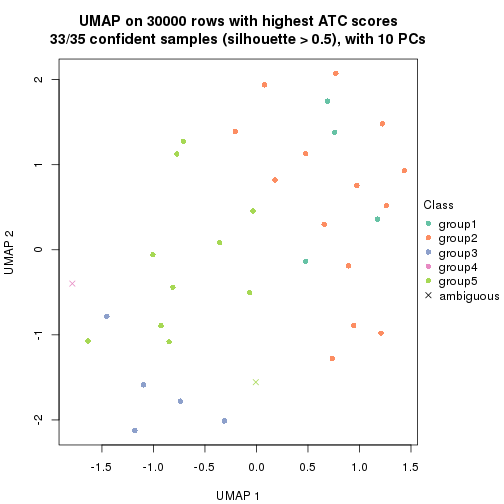 UMAP on 30000 rows with highest ATC scores
33/35 confident samples (silhouette > 0.5), with 10 PCs
2
1
0
-1
-2
UMAP 2
-1.5
-1.0
-0.5
0.0
0.5
1.0
1.5
UMAP 1
Class
group1
group2
group3
group4
group5
ambiguous